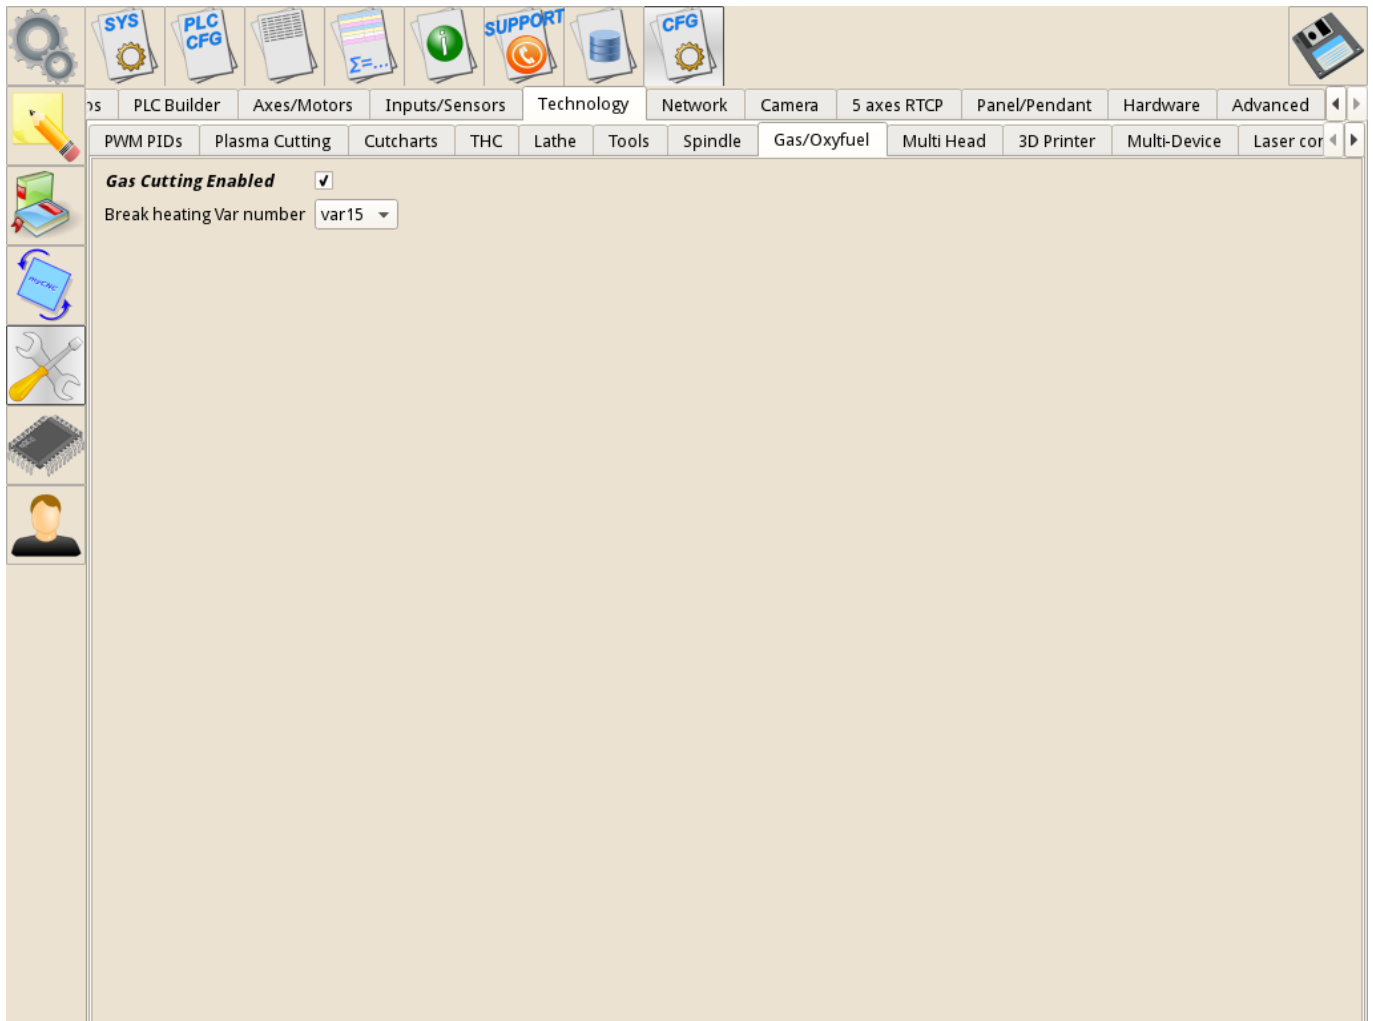 SYS
PLC
CFG
Σ=...
i
SUPPORT
CFG
PLC Builder Axes/Motors Inputs/Sensors Technology Network Camera 5 axes RTCP Panel/Pendant Hardware Advanced
PWM PIDs Plasma Cutting Cutcharts THC Lathe Tools Spindle Gas/Oxyfuel Multi Head 3D Printer Multi-Device Laser cor
Gas Cutting Enabled
Break heating Var number var15
myCNC